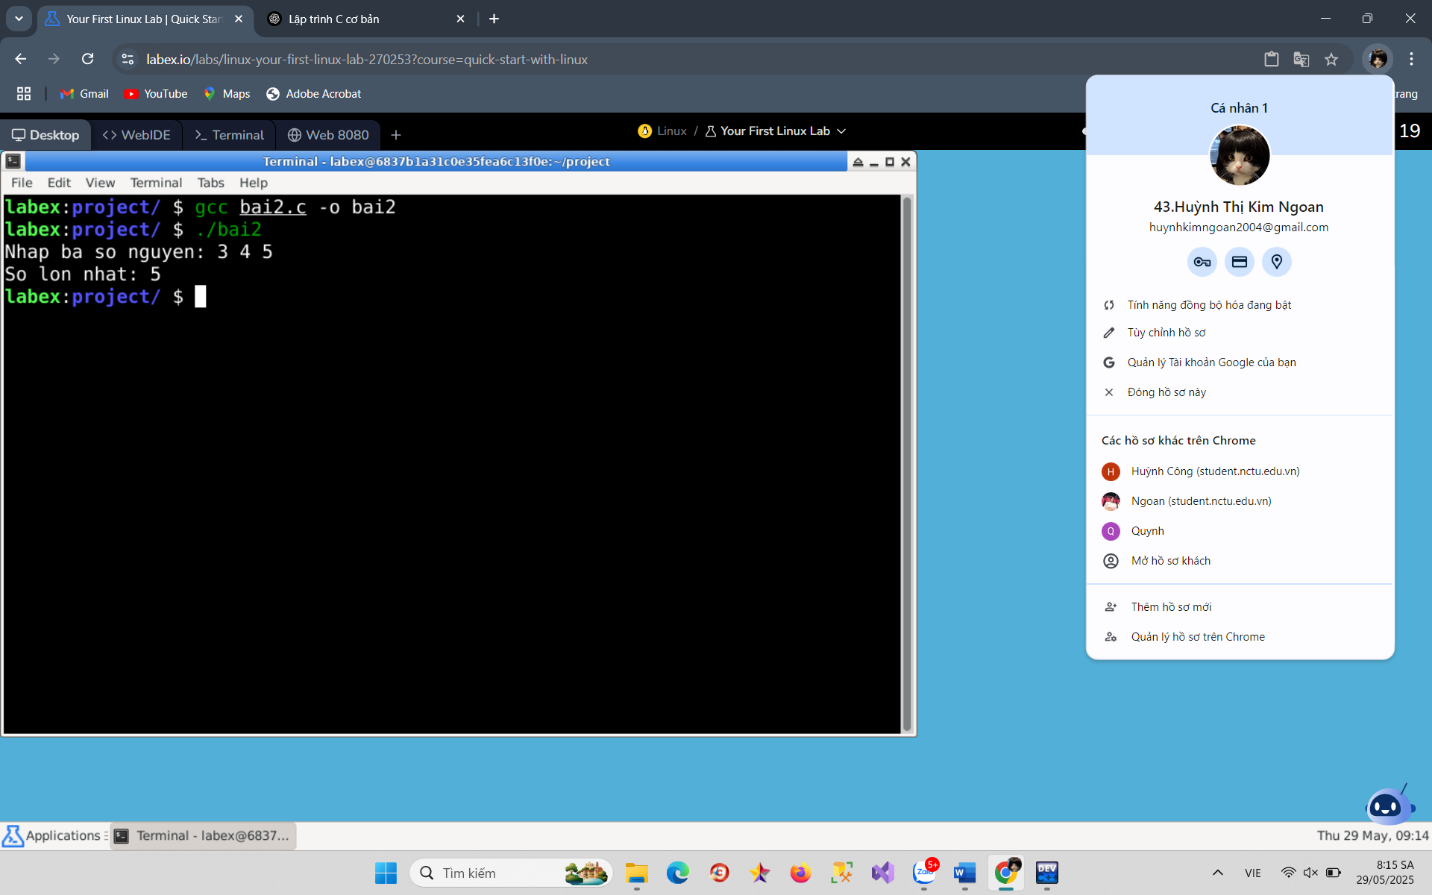 Your First Linux Lab | Quick Star
Lập trình C cơ bản
labex.io/labs/linux-your-first-linux-lab-270253?course=quick-start-with-linux
Gmail
YouTube
Maps
Adobe Acrobat
trang
Desktop
WebIDE
Terminal
Web 8080
Linux / Your First Linux Lab
19
Terminal - labex@6837b1a31c0e35fea6c13f0e:~/project
File Edit View Terminal Tabs Help
labex:project/ $ gcc bai2.c -o bai2
labex:project/ $ ./bai2
Nhap ba so nguyen: 3 4 5
So lon nhat: 5
labex:project/ $
Cá nhân 1
43.Huỳnh Thị Kim Ngoan
huynhkimngoan2004@gmail.com
Tính năng đồng bộ hóa đang bật
Tùy chỉnh hồ sơ
G Quản lý Tài khoản Google của bạn
Đóng hồ sơ này
Các hồ sơ khác trên Chrome
H Huỳnh Công (student.nctu.edu.vn)
Ngoan (student.nctu.edu.vn)
Q Quynh
Mở hồ sơ khách
Thêm hồ sơ mới
Quản lý hồ sơ trên Chrome
Applications
Terminal - labex@6837...
Thu 29 May, 09:14
Tìm kiếm
Zalo
5+
W
DEV
VIE
8:15 SA
29/05/2025